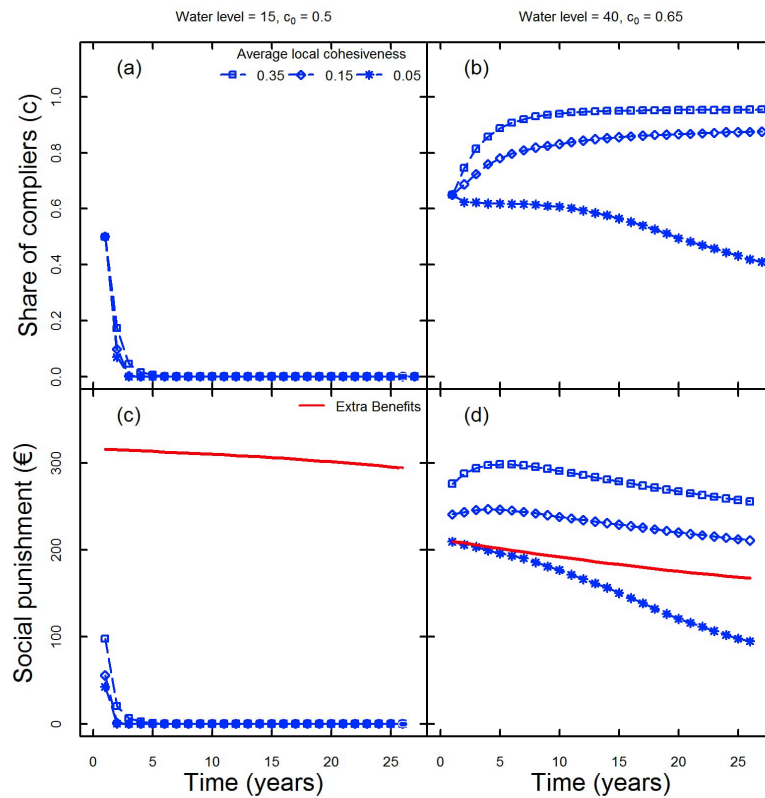 Water level = 15, c₀ = 0.5
Water level = 40, c₀ = 0.65
(a)
Average local cohesiveness
0.35 0.15 0.05
(b)
Share of compliers (c)
1.0
0.8
0.6
0.4
0.2
0.0
(c)
Extra Benefits
(d)
Social punishment (€)
300
200
100
0
0 5 10 15 20 25
0 5 10 15 20 25
Time (years)
Time (years)